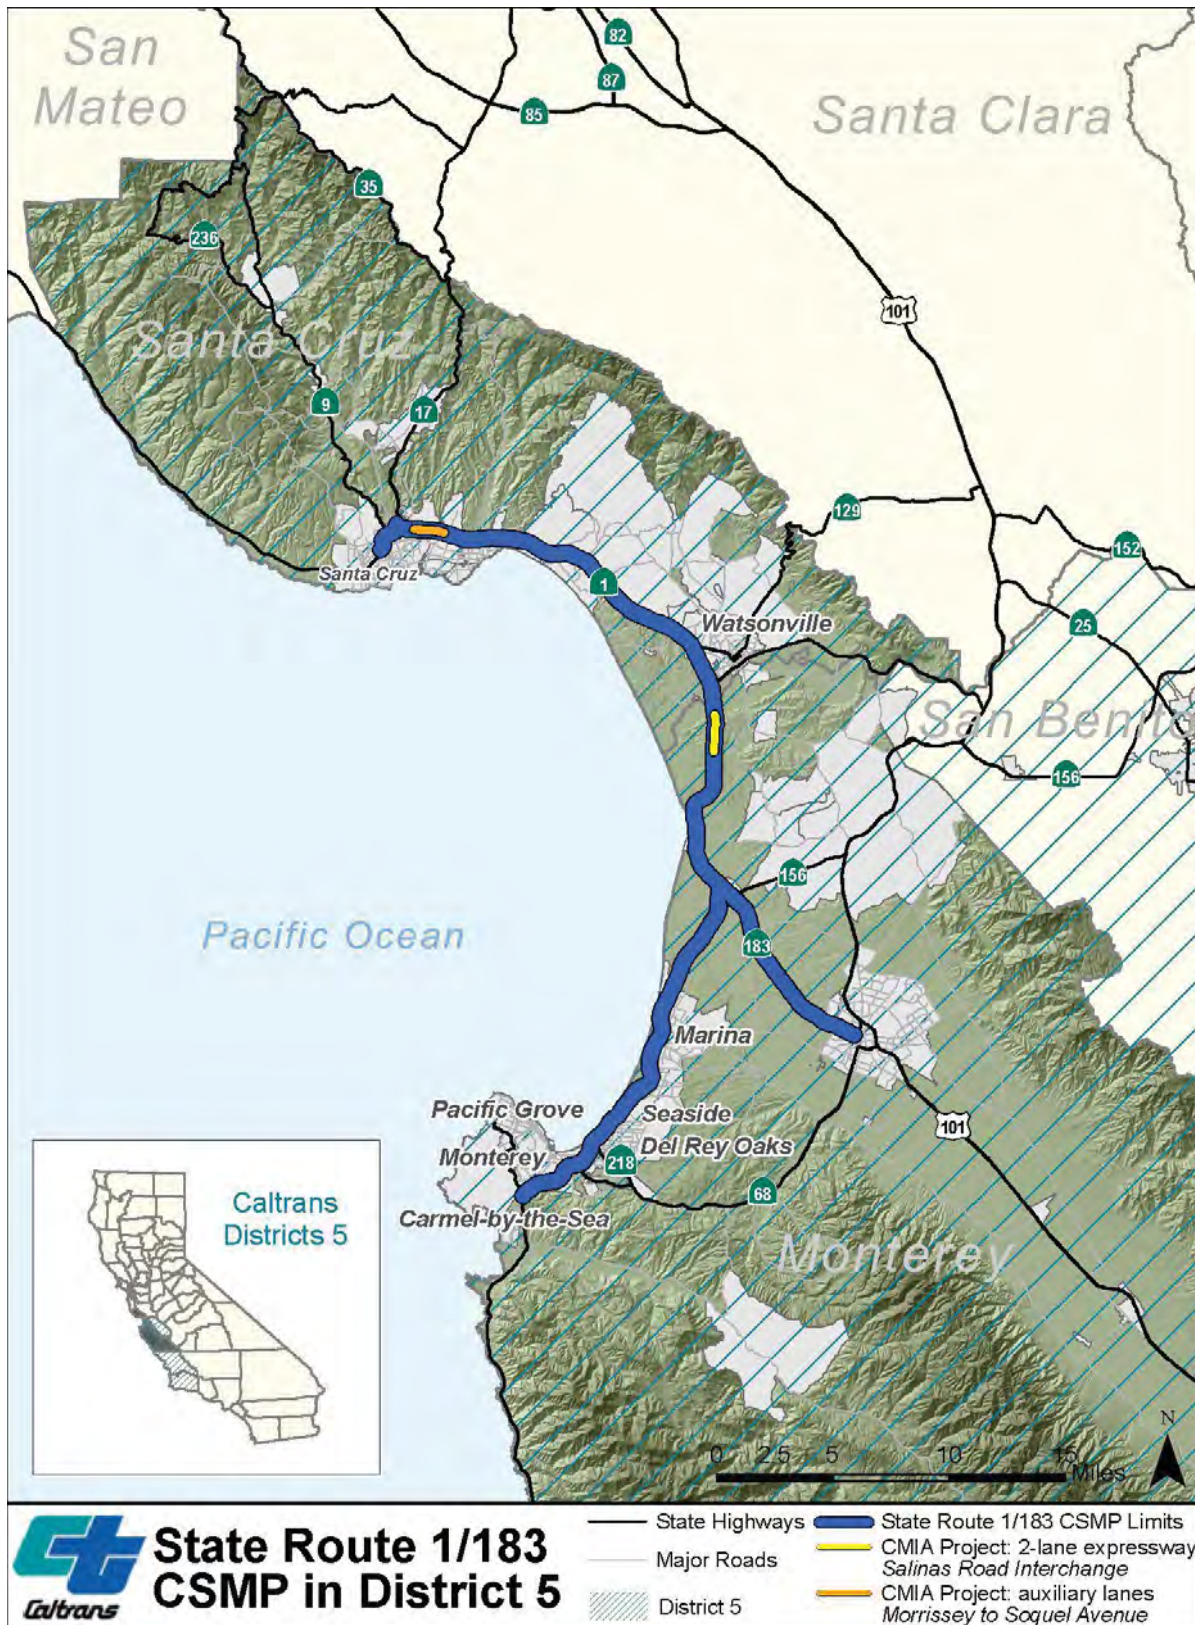 San
Mateo
82
87
85
Santa Clara
35
236
101
Santa Cruz
9
17
129
152
Santa Cruz
1
Watsonville
25
San Benito
156
156
Pacific Ocean
183
Marina
Pacific Grove
Seaside
101
Monterey
Del Rey Oaks
218
68
Carmel-by-the-Sea
Monterey
Caltrans
Districts 5
N
0 2.5 5 10 15
Miles
Caltrans
State Route 1/183
CSMP in District 5
State Highways
Major Roads
District 5
State Route 1/183 CSMP Limits
CMIA Project: 2-lane expressway
Salinas Road Interchange
CMIA Project: auxiliary lanes
Morrissey to Soquel Avenue